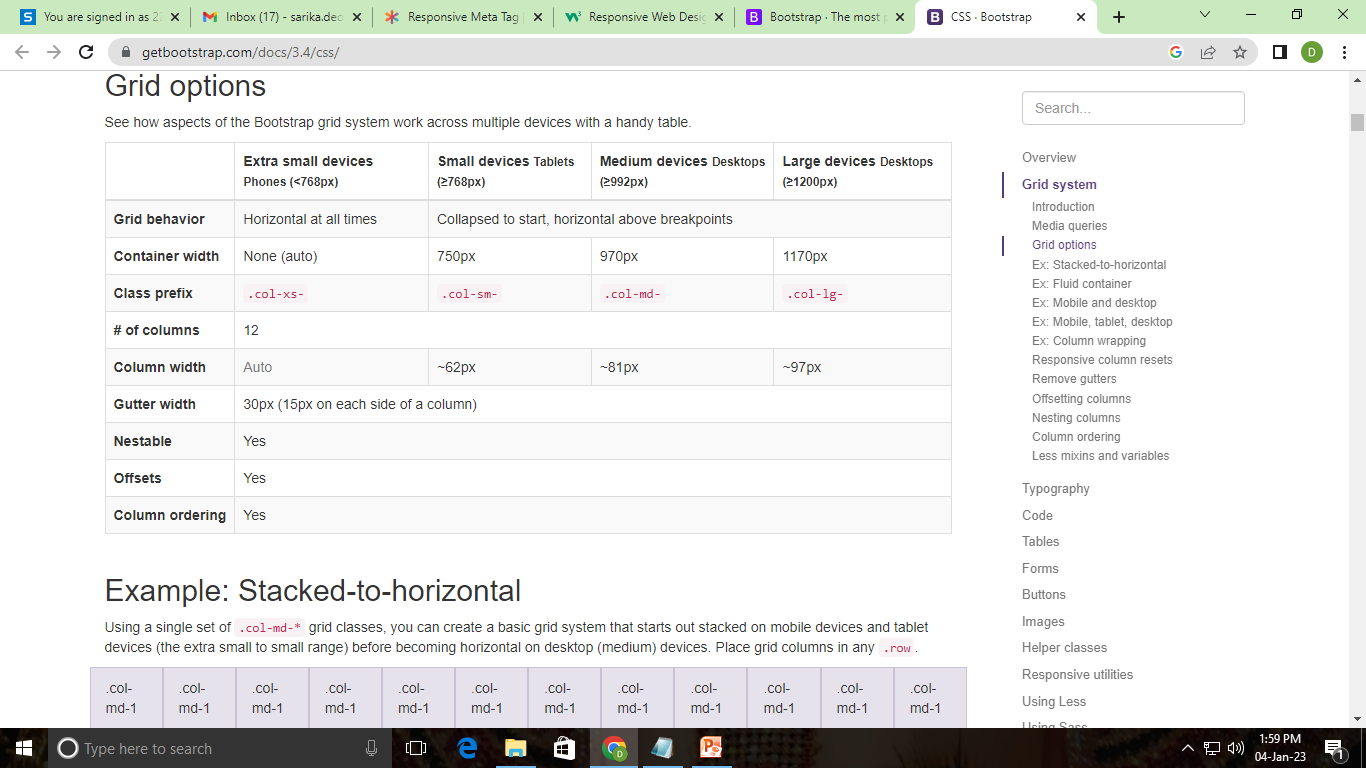 You are signed in as 2
Inbox (17) - sarika.dec
Responsive Meta Tag
Responsive Web Desig
Bootstrap · The most p
CSS · Bootstrap
getbootstrap.com/docs/3.4/css/
D
Grid options
See how aspects of the Bootstrap grid system work across multiple devices with a handy table.
Extra small devices Phones (<768px)
Small devices Tablets (≥768px)
Medium devices Desktops (≥992px)
Large devices Desktops (≥1200px)
Grid behavior Horizontal at all times Collapsed to start, horizontal above breakpoints
Container width None (auto) 750px 970px 1170px
Class prefix .col-xs- .col-sm- .col-md- .col-lg-
# of columns 12
Column width Auto ~62px ~81px ~97px
Gutter width 30px (15px on each side of a column)
Nestable Yes
Offsets Yes
Column ordering Yes
Example: Stacked-to-horizontal
Using a single set of .col-md-* grid classes, you can create a basic grid system that starts out stacked on mobile devices and tablet
devices (the extra small to small range) before becoming horizontal on desktop (medium) devices. Place grid columns in any .row.
.col- .col- .col- .col- .col- .col- .col- .col- .col- .col- .col- .col-
md-1 md-1 md-1 md-1 md-1 md-1 md-1 md-1 md-1 md-1 md-1 md-1
Search...
Overview
Grid system
Introduction
Media queries
Grid options
Ex: Stacked-to-horizontal
Ex: Fluid container
Ex: Mobile and desktop
Ex: Mobile, tablet, desktop
Ex: Column wrapping
Responsive column resets
Remove gutters
Offsetting columns
Nesting columns
Column ordering
Less mixins and variables
Typography
Code
Tables
Forms
Buttons
Images
Helper classes
Responsive utilities
Using Less
Using Sass
Type here to search
1:59 PM
04-Jan-23
1